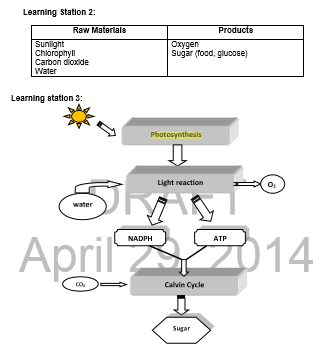 Learning Station 2:
Raw Materials Products
Sunlight Oxygen
Chlorophyll Sugar (food, glucose)
Carbon dioxide
Water
Learning station 3:
Photosynthesis
Light reaction
O₂
water
DRAFT
NADPH ATP
April 29, 2014
CO₂
Calvin Cycle
Sugar